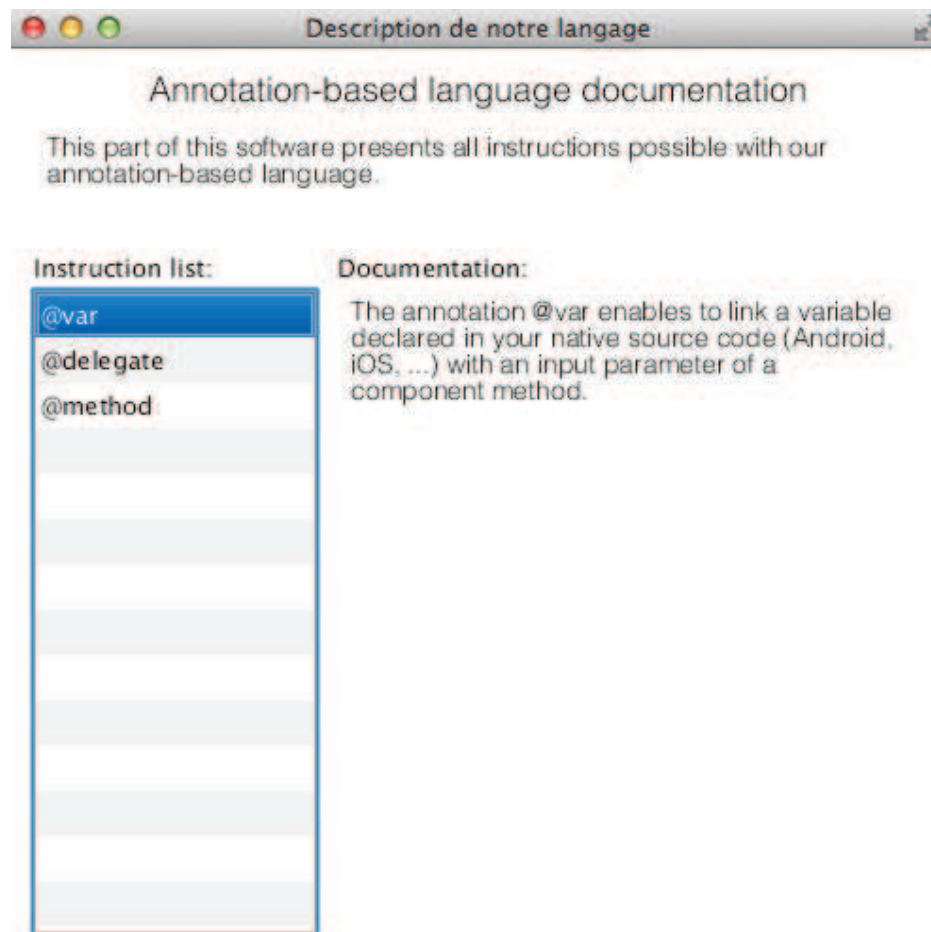 Description de notre langage
Annotation-based language documentation
This part of this software presents all instructions possible with our
annotation-based language.
Instruction list:
@var
@delegate
@method
Documentation:
The annotation @var enables to link a variable
declared in your native source code (Android,
iOS, ...) with an input parameter of a
component method.